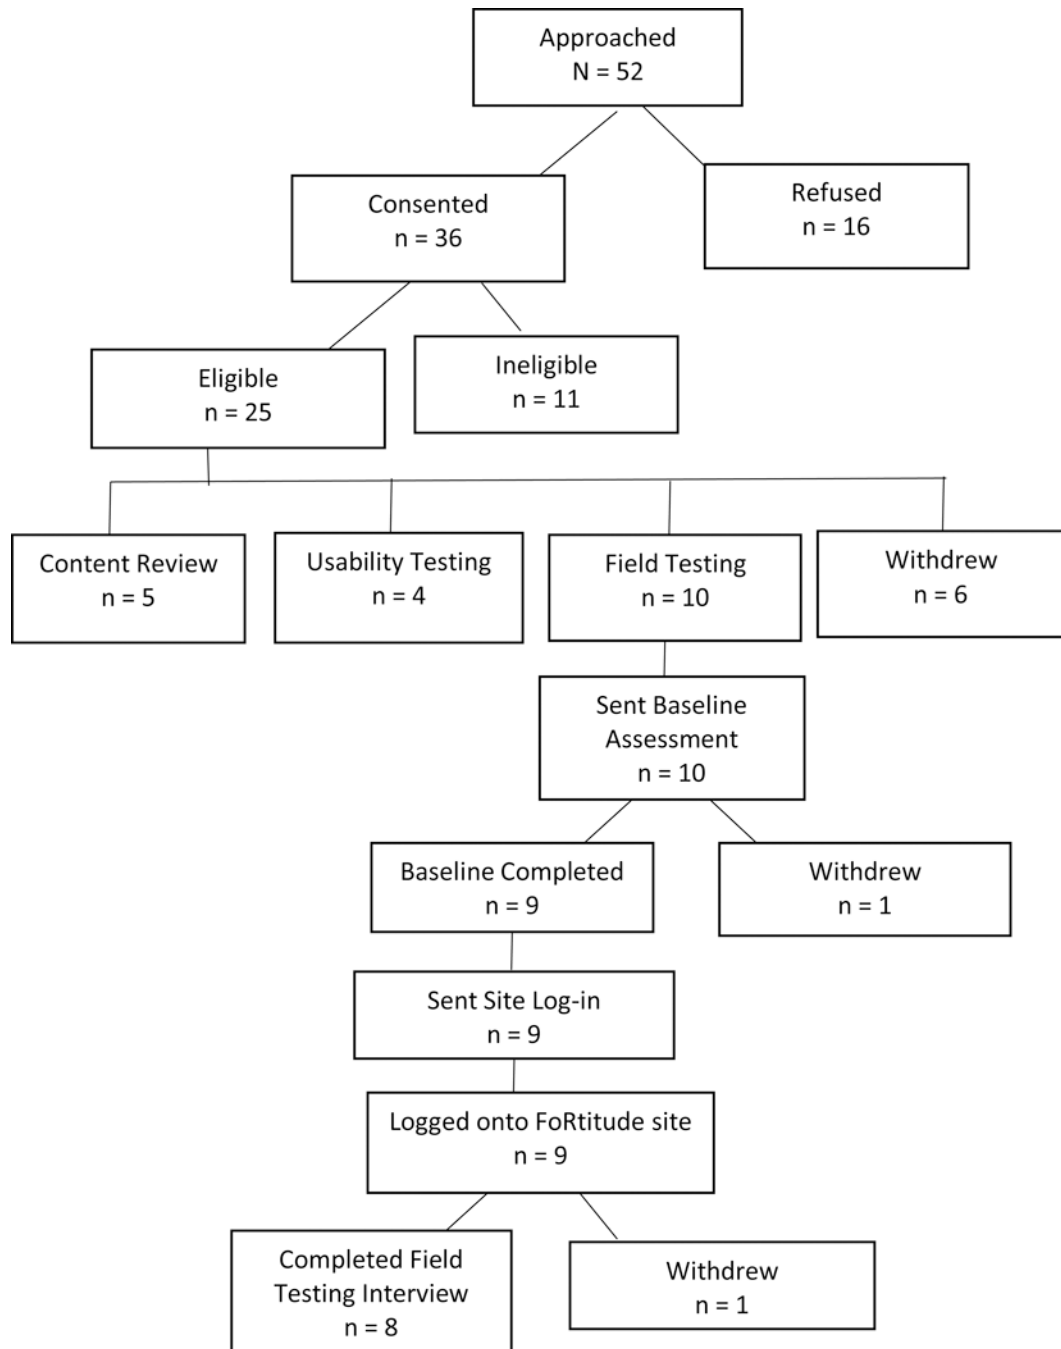 Approached
N = 52
Consented
n = 36
Refused
n = 16
Eligible
n = 25
Ineligible
n = 11
Content Review
n = 5
Usability Testing
n = 4
Field Testing
n = 10
Withdrew
n = 6
Sent Baseline
Assessment
n = 10
Baseline Completed
n = 9
Withdrew
n = 1
Sent Site Log-in
n = 9
Logged onto FoRtitude site
n = 9
Completed Field
Testing Interview
n = 8
Withdrew
n = 1